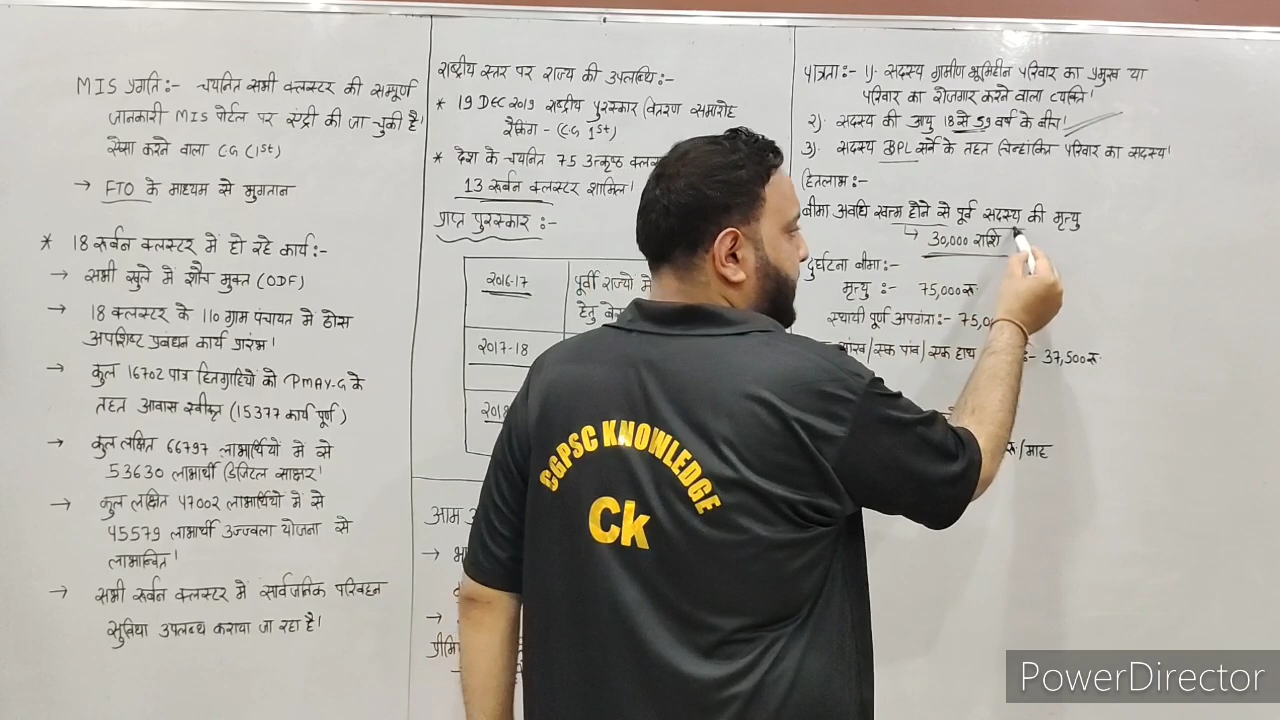 MIS प्रगति:- चयनित सभी क्लस्टर की सम्पूर्ण
जानकारी MIS पोर्टल पर एंट्री की जा चुकी है।
ऐसा करने वाला CG (1st)
→ FTO के माध्यम से भुगतान
* 18 रुर्बन क्लस्टर में हो रहे कार्य:-
→ सभी खुले में शौच मुक्त (ODF)
→ 18 क्लस्टर के 110 ग्राम पंचायत में ठोस
अपशिष्ट प्रबंधन कार्य प्रारंभ।
→ कुल 16702 पात्र हितग्राहियों को PMAY-G के
तहत आवास स्वीकृत (15377 कार्य पूर्ण)
→ कुल लक्षित 66797 लाभार्थियों में से
53630 लाभार्थी डिजिटल साक्षर।
→ कुल लक्षित 47002 लाभार्थियों में से
45579 लाभार्थी उज्ज्वला योजना से
लाभान्वित।
→ सभी रुर्बन क्लस्टर में सार्वजनिक परिवहन
सुविधा उपलब्ध कराया जा रहा है।
राष्ट्रीय स्तर पर राज्य की उपलब्धि:-
* 19 DEC 2019 राष्ट्रीय पुरस्कार वितरण समारोह
रैंकिंग - (CG 1st)
* देश के चयनित 75 उत्कृष्ठ
13 रुर्बन क्लस्टर शामिल।
प्राप्त पुरस्कार :-
2016-17 पूर्वी राज्यों में
हेतु
2017-18
आम
→
→
पात्रता:- 1). सदस्य ग्रामीण भूमिहीन परिवार का प्रमुख या
परिवार का रोजगार करने वाला व्यक्ति।
2). सदस्य की आयु 18 से 59 वर्ष के बीच।
3). सदस्य BPL सर्वे के तहत चिन्हांकित परिवार का सदस्य।
हितलाभ:-
बीमा अवधि खत्म होने से पूर्व सदस्य की मृत्यु
↳ 30,000 राशि
दुर्घटना बीमा:-
मृत्यु :- 75,000रु.
स्थायी पूर्ण अपंगता:- 75,0
आंख/एक पांव/एक हाथ - 37,500रु.
रु./माह
CGPSC KNOWLEDGE
Ck
PowerDirector